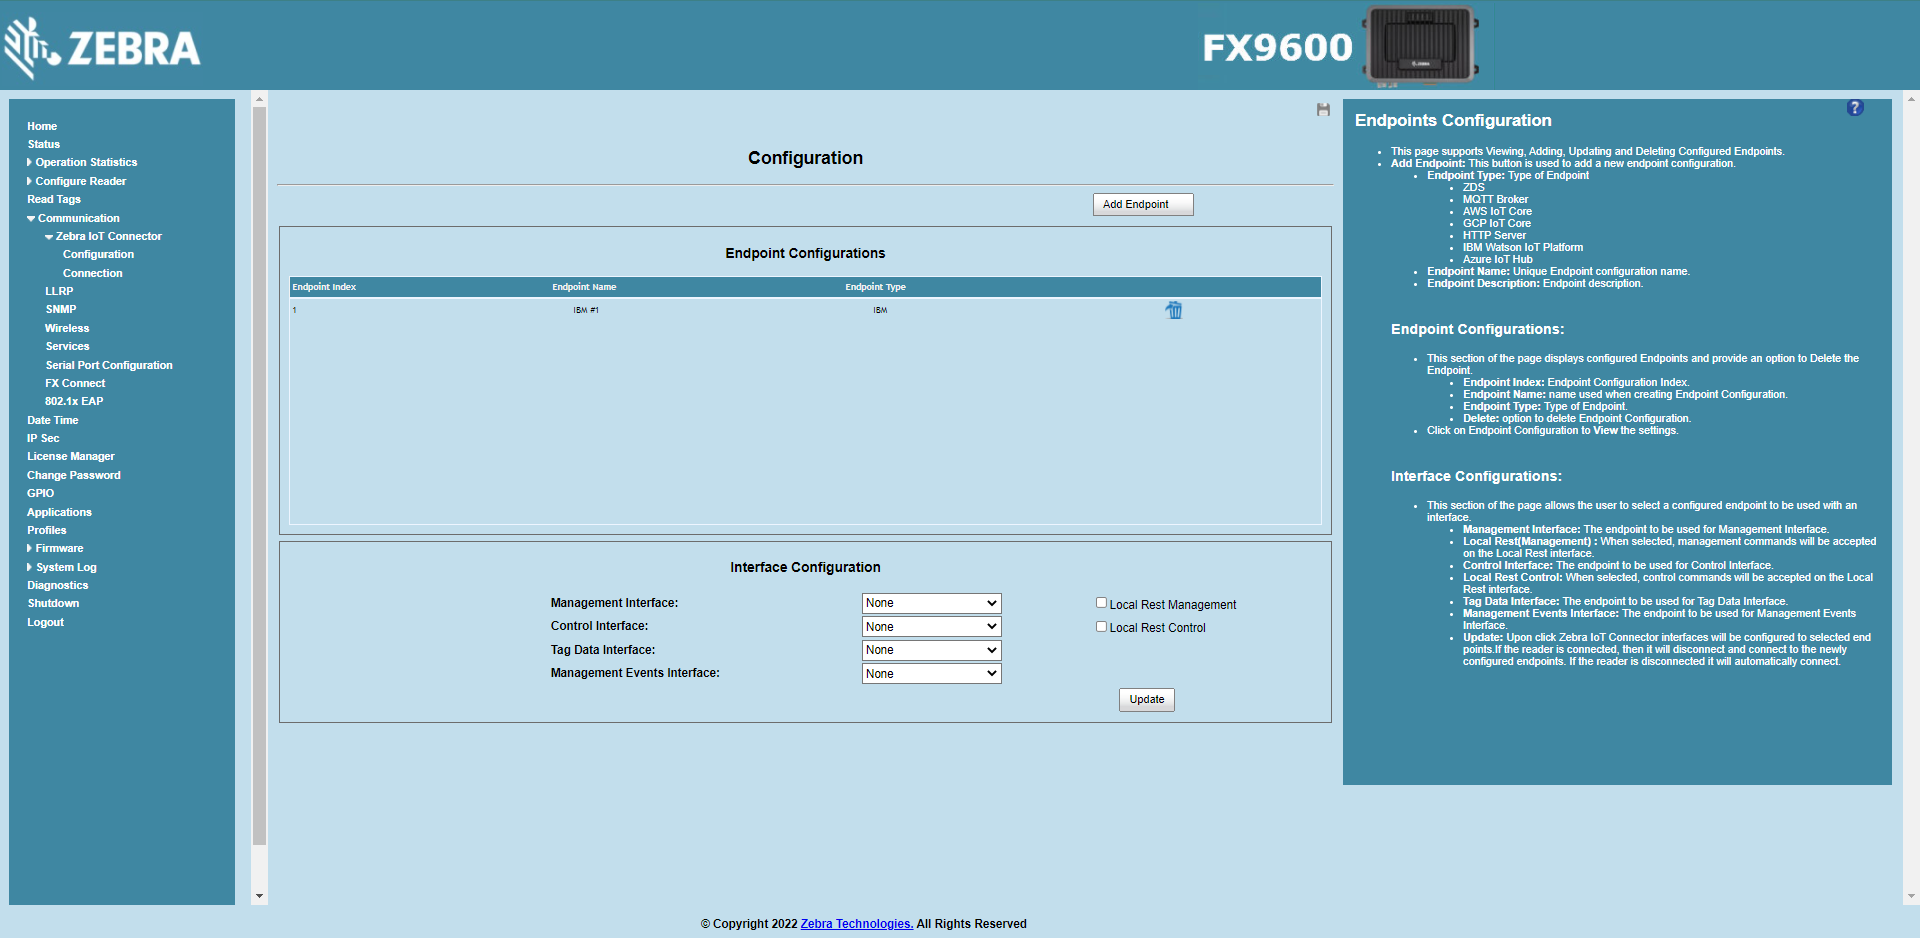 ZEBRA
FX9600
Home
Status
Operation Statistics
Configure Reader
Read Tags
Communication
Zebra IoT Connector
Configuration
Connection
LLRP
SNMP
Wireless
Services
Serial Port Configuration
FX Connect
802.1x EAP
Date Time
IP Sec
License Manager
Change Password
GPIO
Applications
Profiles
Firmware
System Log
Diagnostics
Shutdown
Logout
Configuration
Add Endpoint
Endpoint Configurations
Endpoint Index Endpoint Name Endpoint Type
1 IBM #1 IBM
Interface Configuration
Management Interface: None Local Rest Management
Control Interface: None Local Rest Control
Tag Data Interface: None
Management Events Interface: None
Update
?
Endpoints Configuration
This page supports Viewing, Adding, Updating and Deleting Configured Endpoints.
Add Endpoint: This button is used to add a new endpoint configuration.
Endpoint Type: Type of Endpoint
ZDS
MQTT Broker
AWS IoT Core
GCP IoT Core
HTTP Server
IBM Watson IoT Platform
Azure IoT Hub
Endpoint Name: Unique Endpoint configuration name.
Endpoint Description: Endpoint description.
Endpoint Configurations:
This section of the page displays configured Endpoints and provide an option to Delete the
Endpoint.
Endpoint Index: Endpoint Configuration Index.
Endpoint Name: name used when creating Endpoint Configuration.
Endpoint Type: Type of Endpoint.
Delete: option to delete Endpoint Configuration.
Click on Endpoint Configuration to View the settings.
Interface Configurations:
This section of the page allows the user to select a configured endpoint to be used with an
interface.
Management Interface: The endpoint to be used for Management Interface.
Local Rest(Management) : When selected, management commands will be accepted
on the Local Rest interface.
Control Interface: The endpoint to be used for Control Interface.
Local Rest Control: When selected, control commands will be accepted on the Local
Rest interface.
Tag Data Interface: The endpoint to be used for Tag Data Interface.
Management Events Interface: The endpoint to be used for Management Events
Interface.
Update: Upon click Zebra IoT Connector interfaces will be configured to selected end
points.If the reader is connected, then it will disconnect and connect to the newly
configured endpoints. If the reader is disconnected it will automatically connect.
© Copyright 2022 Zebra Technologies. All Rights Reserved